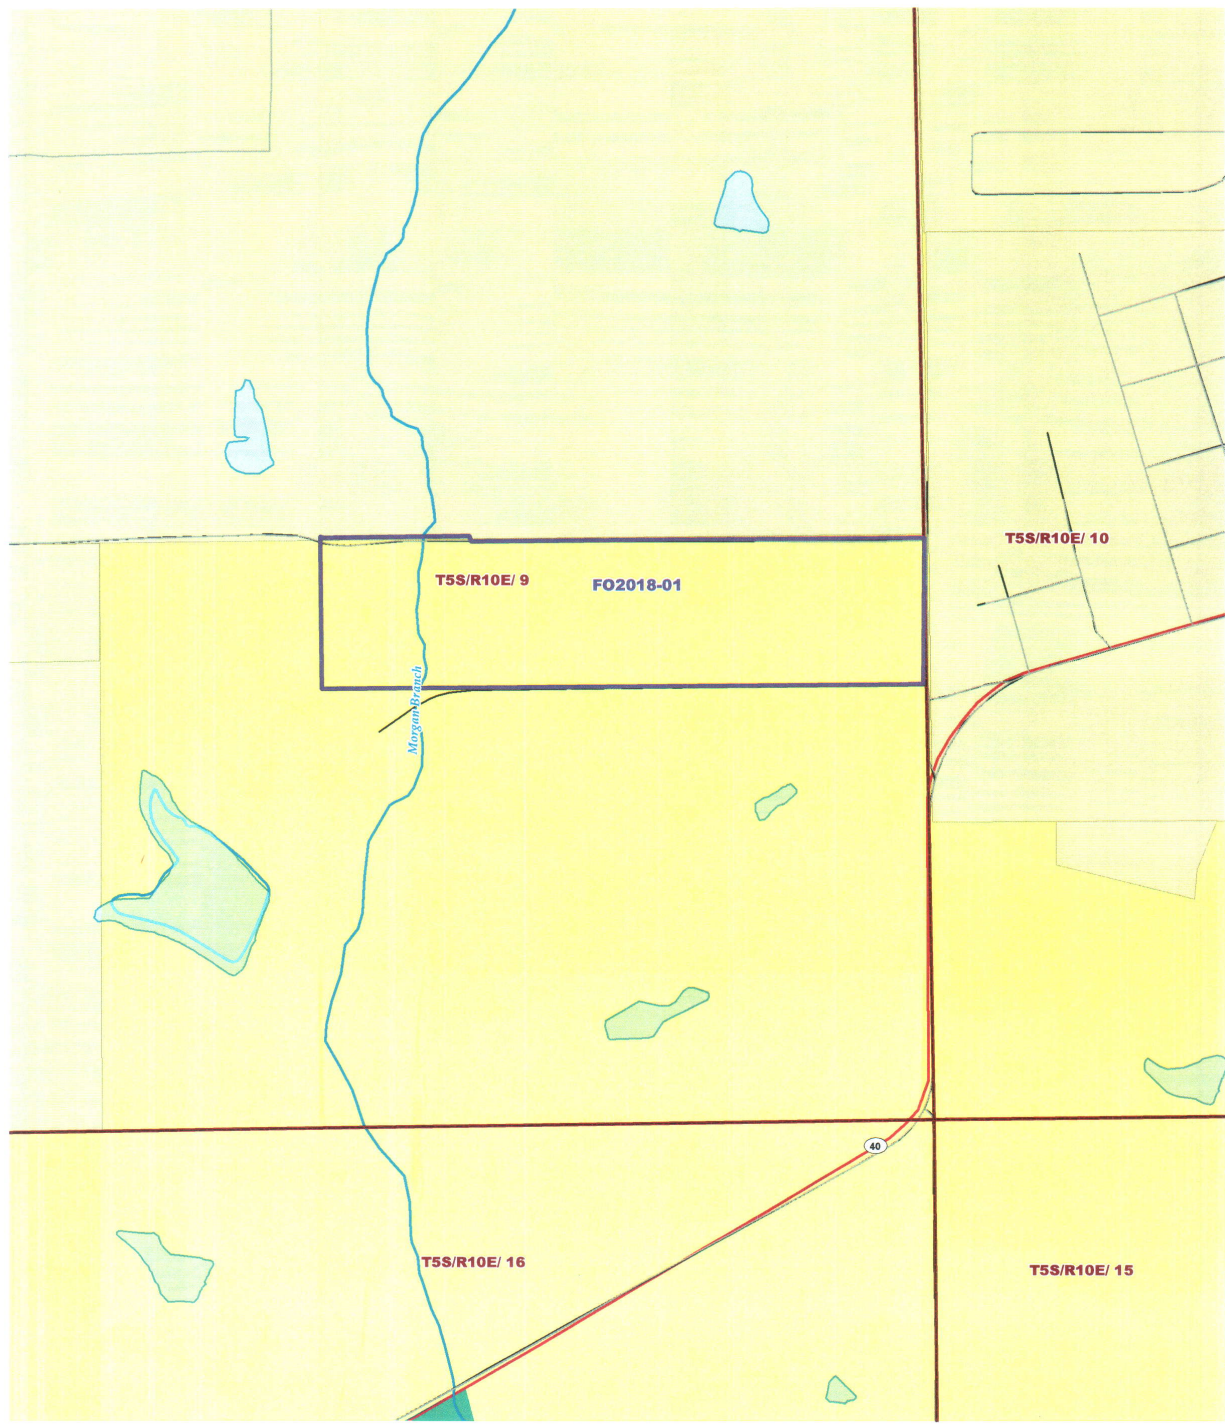 T5S/R10E/ 10
T5S/R10E/ 9
FO2018-01
Morgan Branch
40
T5S/R10E/ 16
T5S/R10E/ 15